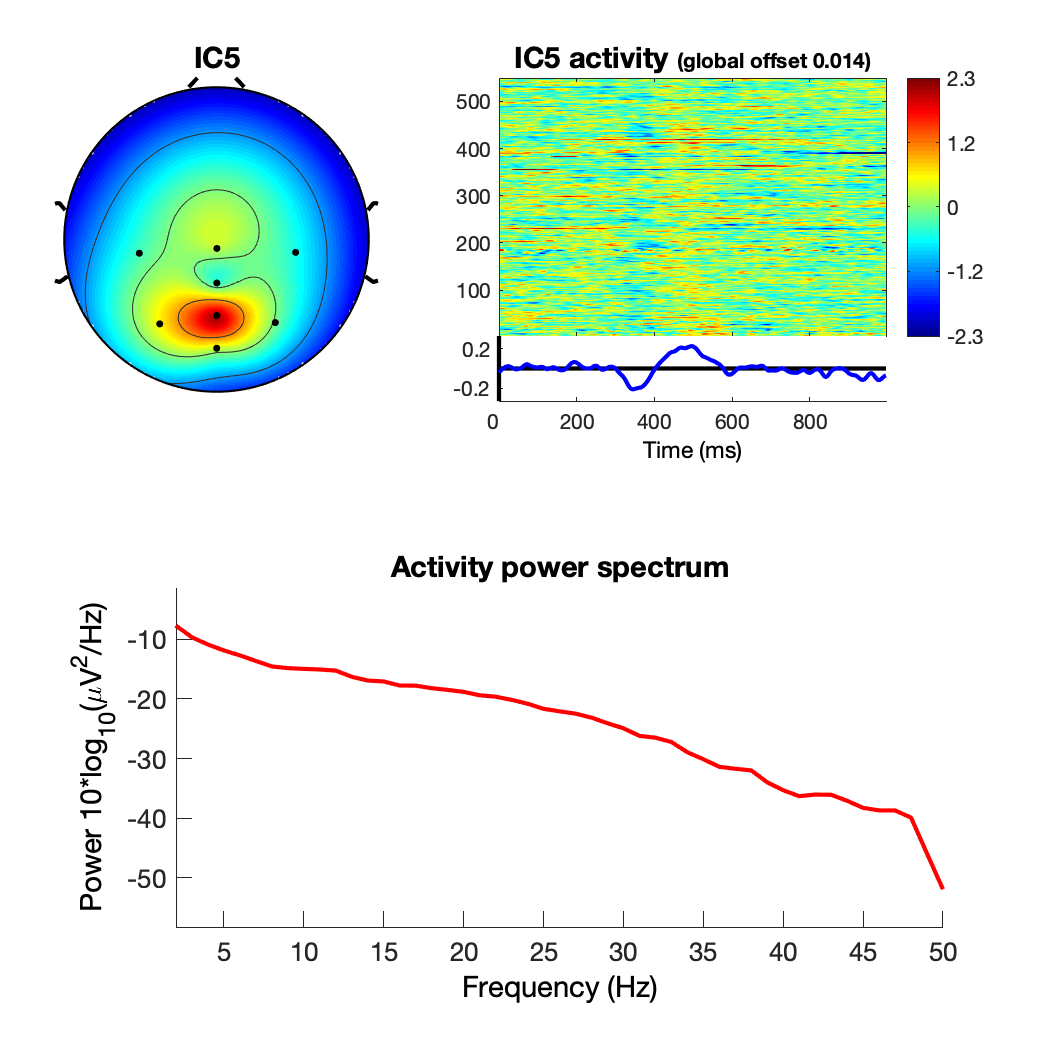 IC5
IC5 activity (global offset 0.014)
500
400
300
200
100
2.3
1.2
0
-1.2
-2.3
0.2
-0.2
0 200 400 600 800
Time (ms)
Activity power spectrum
Power 10*log10(μV2/Hz)
-10
-20
-30
-40
-50
5 10 15 20 25 30 35 40 45 50
Frequency (Hz)